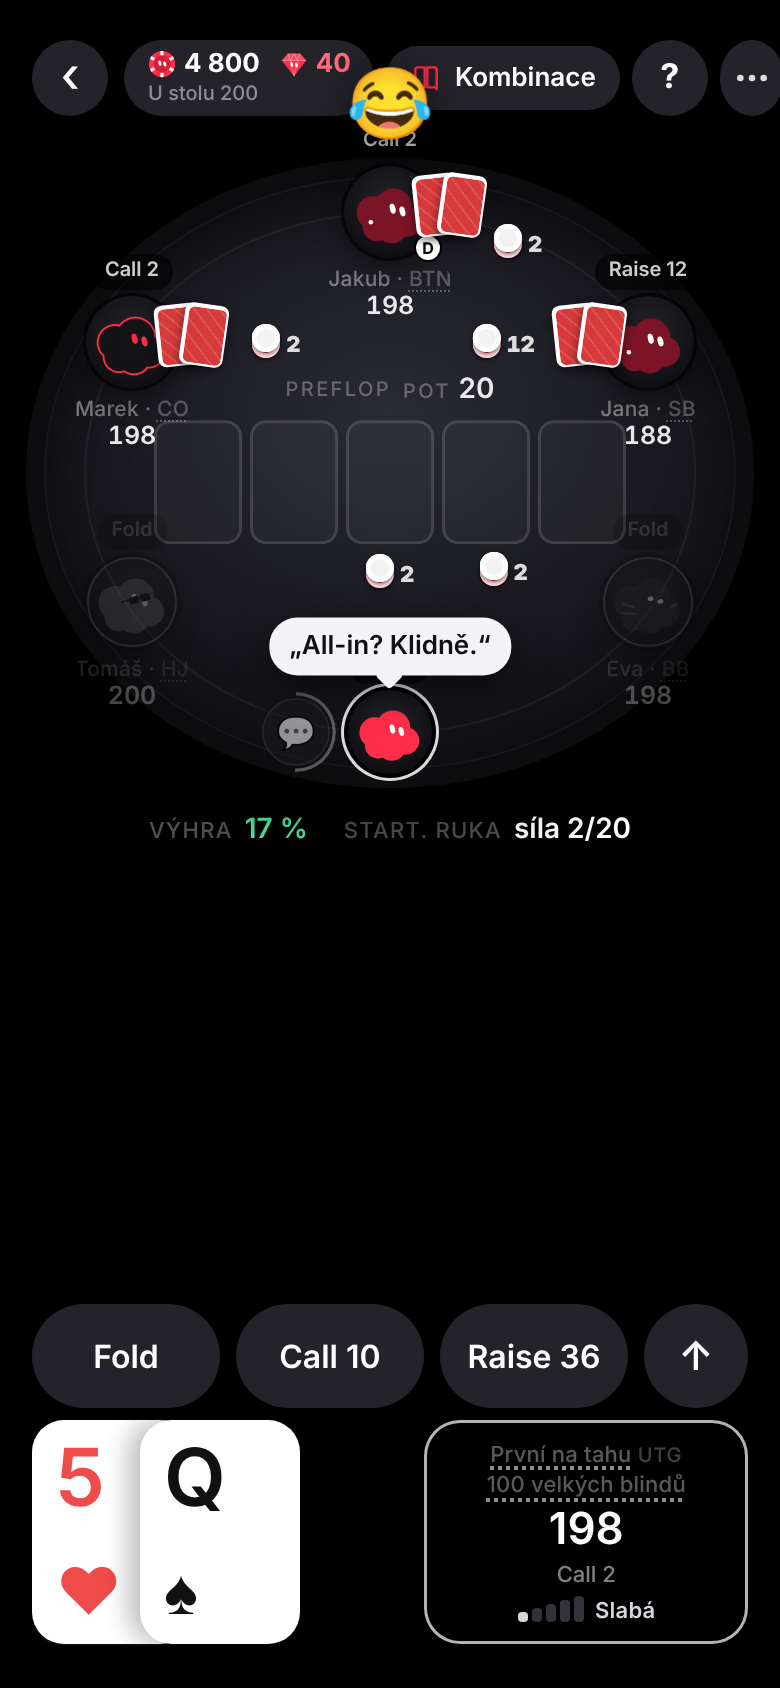 4 800 40
U stolu 200
Kombinace
?
Call 2
D
2
Jakub · BTN
198
Call 2
Raise 12
2
12
PREFLOP POT 20
Marek · CO
198
Jana · SB
188
Fold
Fold
2
2
„All-in? Klidně.“
Tomáš · HJ
200
Eva · BB
198
VÝHRA 17 % START. RUKA síla 2/20
Fold
Call 10
Raise 36
5
Q
První na tahu UTG
100 velkých blindů
198
Call 2
Slabá